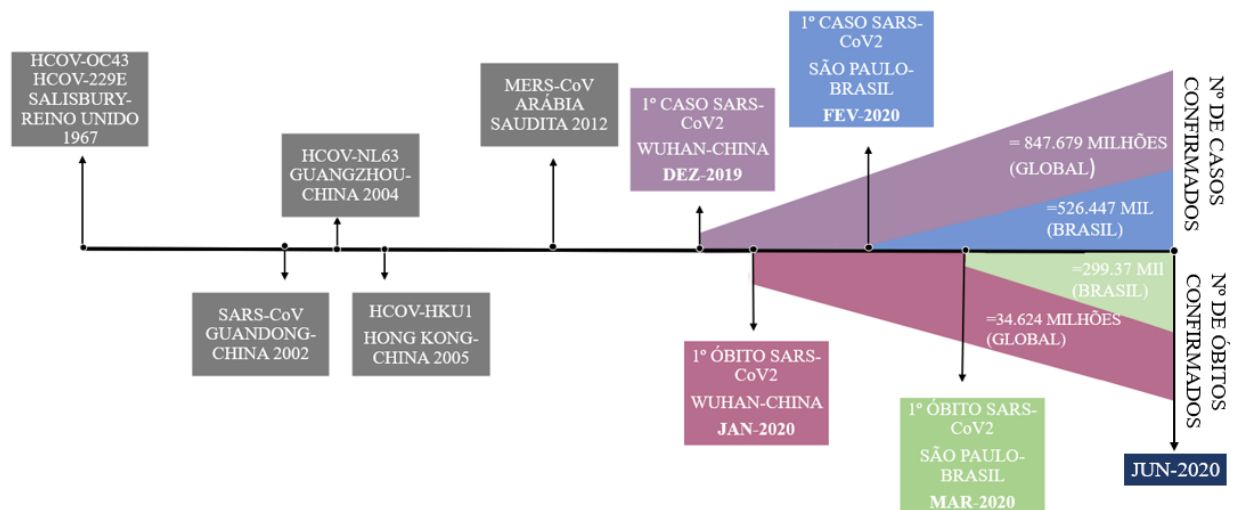 HCOV-OC43
HCOV-229E
SALISBURY-
REINO UNIDO
1967
HCOV-NL63
GUANGZHOU-
CHINA 2004
MERS-CoV
ARÁBIA
SAUDITA 2012
1º CASO SARS-
CoV2
WUHAN-CHINA
DEZ-2019
1º CASO SARS-
CoV2
SÃO PAULO-
BRASIL
FEV-2020
= 847.679 MILHÕES
(GLOBAL)
=526.447 MIL
(BRASIL)
Nº DE CASOS
CONFIRMADOS
SARS-CoV
GUANDONG-
CHINA 2002
HCOV-HKU1
HONG KONG-
CHINA 2005
1º ÓBITO SARS-
CoV2
WUHAN-CHINA
JAN-2020
1º ÓBITO SARS-
CoV2
SÃO PAULO-
BRASIL
MAR-2020
=299.37 MIl
(BRASIL)
=34.624 MILHÕES
(GLOBAL)
Nº DE ÓBITOS
CONFIRMADOS
JUN-2020